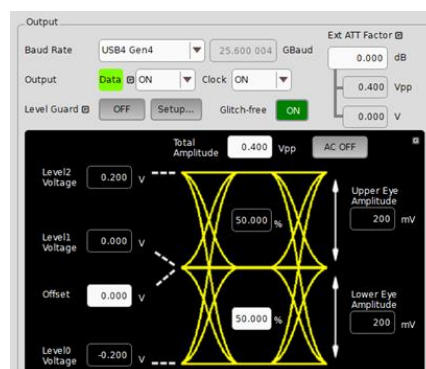 Output
Ext ATT Factor
Baud Rate USB4 Gen4 25.600 004 GBaud 0.000 dB
Output Data ON Clock ON 0.400 Vpp
Level Guard OFF Setup... Glitch-free ON 0.000 V
Total Amplitude 0.400 Vpp AC OFF
Level2 Voltage 0.200 V
50.000 %
Upper Eye Amplitude
200 mV
Level1 Voltage 0.000 V
Offset 0.000 V
50.000 %
Lower Eye Amplitude
200 mV
Level0 Voltage -0.200 V